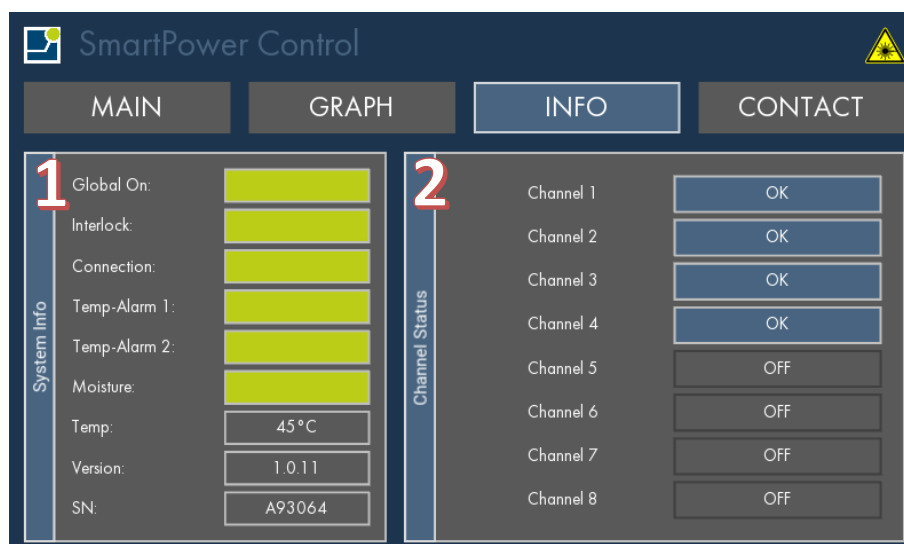 SmartPower Control
MAIN GRAPH INFO CONTACT
1
System Info
Global On:
Interlock:
Connection:
Temp-Alarm 1:
Temp-Alarm 2:
Moisture:
Temp: 45°C
Version: 1.0.11
SN: A93064
2
Channel Status
Channel 1 OK
Channel 2 OK
Channel 3 OK
Channel 4 OK
Channel 5 OFF
Channel 6 OFF
Channel 7 OFF
Channel 8 OFF